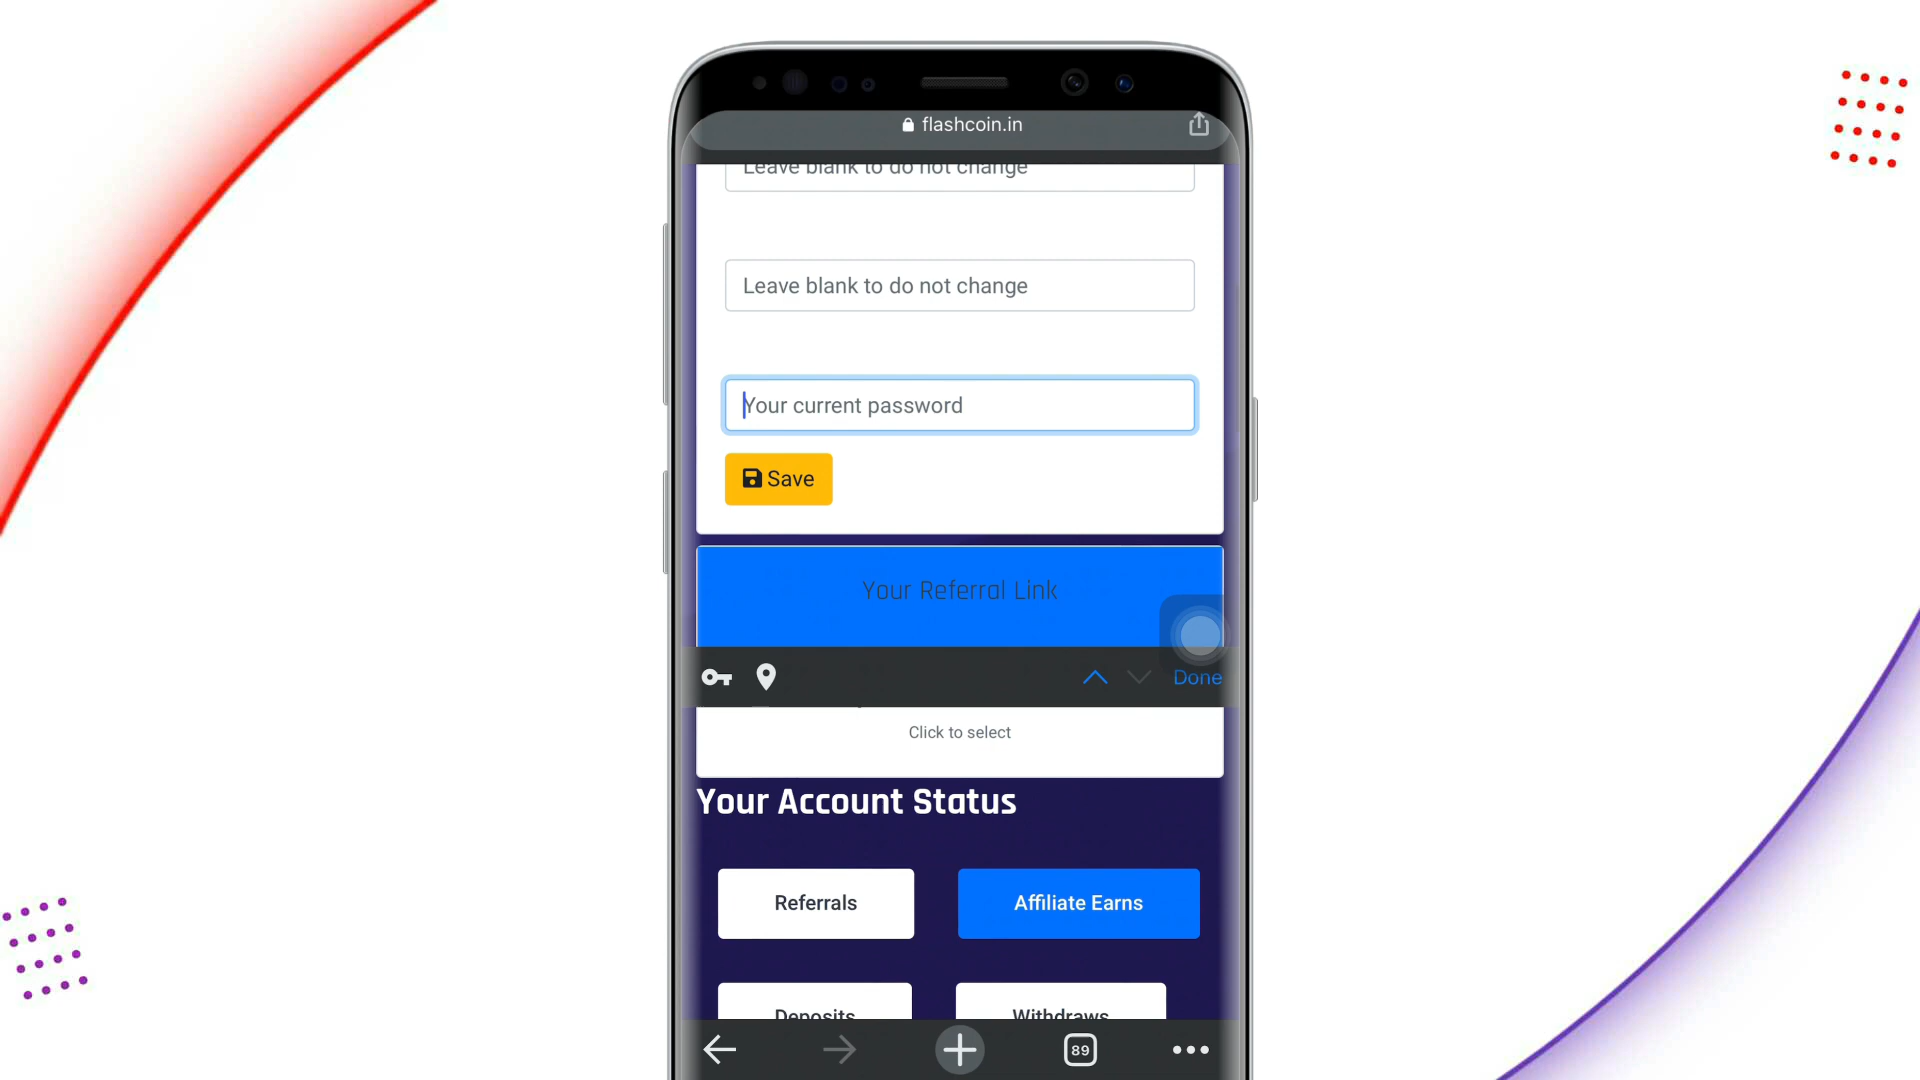 flashcoin.in
Leave blank to do not change
Leave blank to do not change
Your current password
Save
Your Referral Link
Done
Click to select
Your Account Status
Referrals
Affiliate Earns
Deposits
Withdraws
89